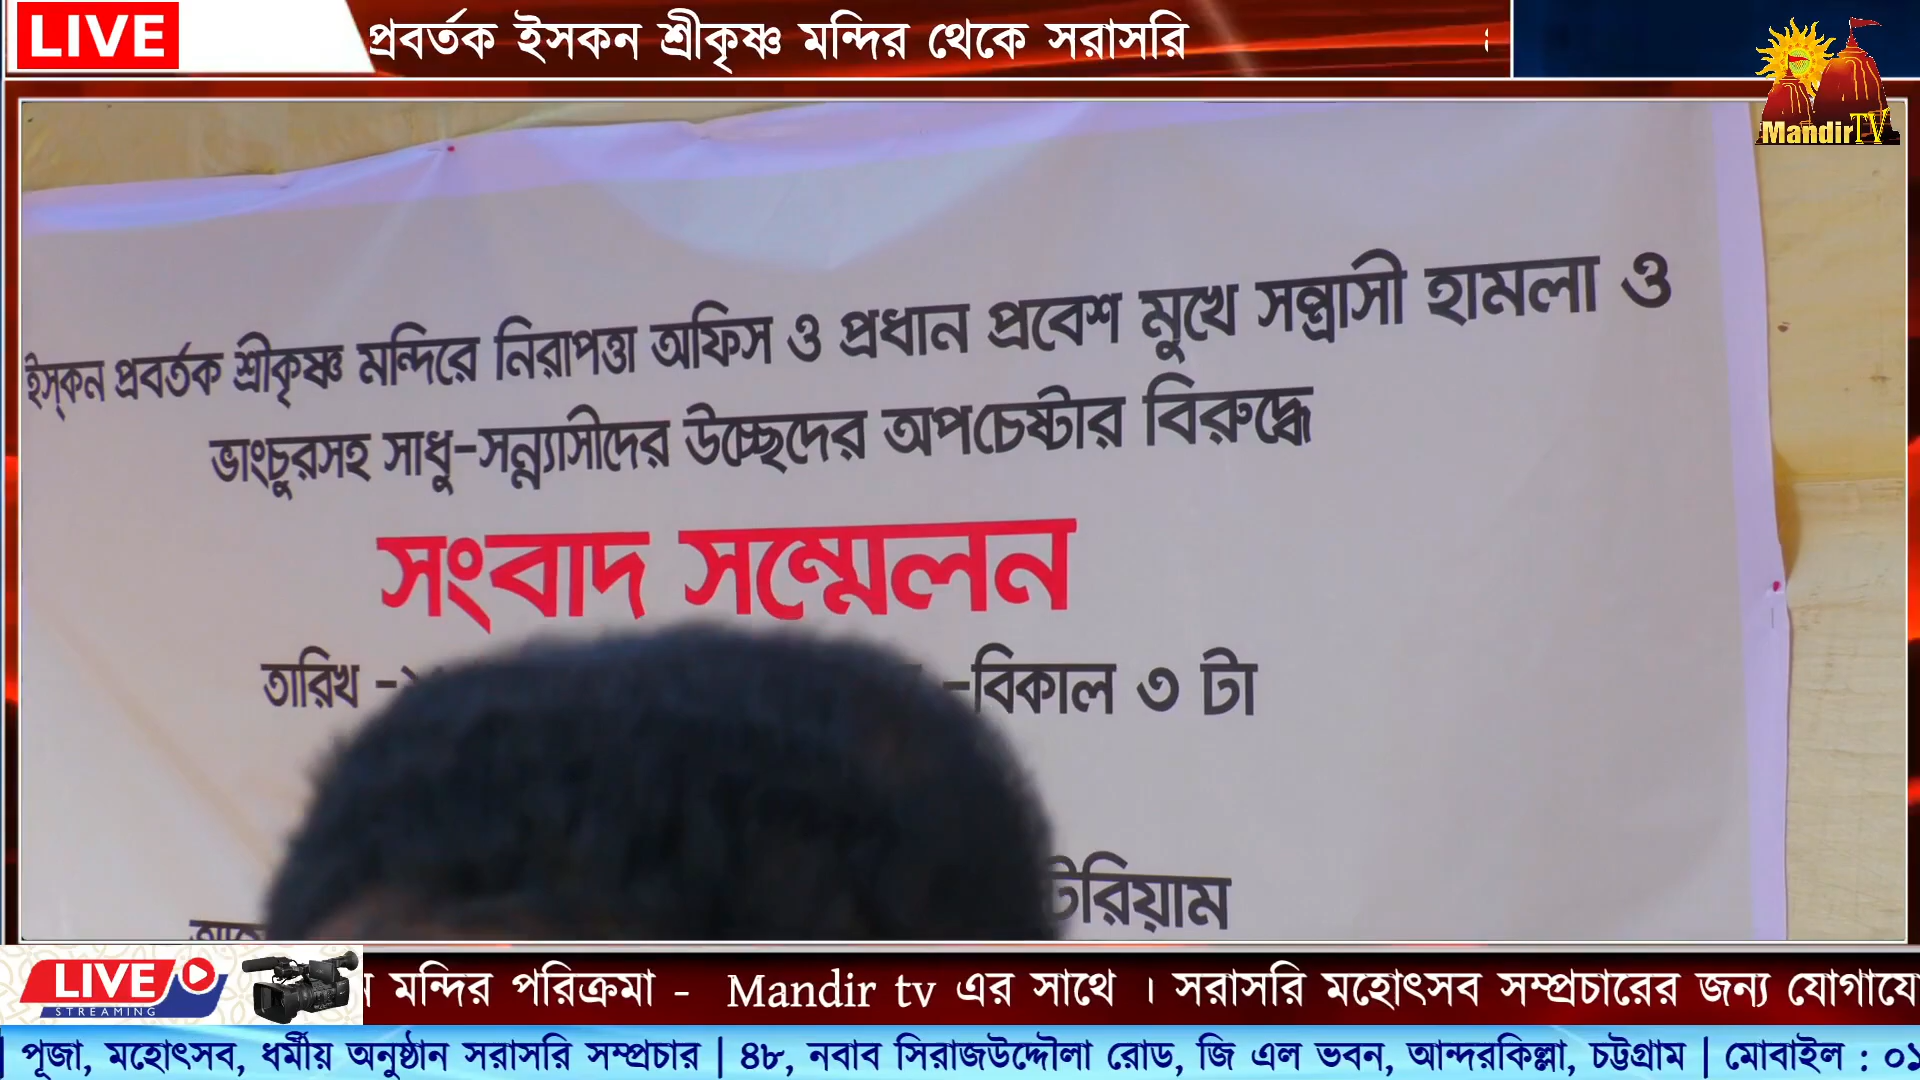 LIVE
প্রবর্তক ইসকন শ্রীকৃষ্ণ মন্দির থেকে সরাসরি
MandirTV
ইস্কন প্রবর্তক শ্রীকৃষ্ণ মন্দিরে নিরাপত্তা অফিস ও প্রধান প্রবেশ মুখে সন্ত্রাসী হামলা ও
ভাংচুরসহ সাধু-সন্ন্যাসীদের উচ্ছেদের অপচেষ্টার বিরুদ্ধে
সংবাদ সম্মেলন
তারিখ - -বিকাল ৩ টা
টরিয়াম
LIVE
STREAMING
মন্দির পরিক্রমা - Mandir tv এর সাথে । সরাসরি মহোৎসব সম্প্রচারের জন্য যোগাযো
| পূজা, মহোৎসব, ধর্মীয় অনুষ্ঠান সরাসরি সম্প্রচার | ৪৮, নবাব সিরাজউদ্দৌলা রোড, জি এল ভবন, আন্দরকিল্লা, চট্টগ্রাম | মোবাইল : ০১